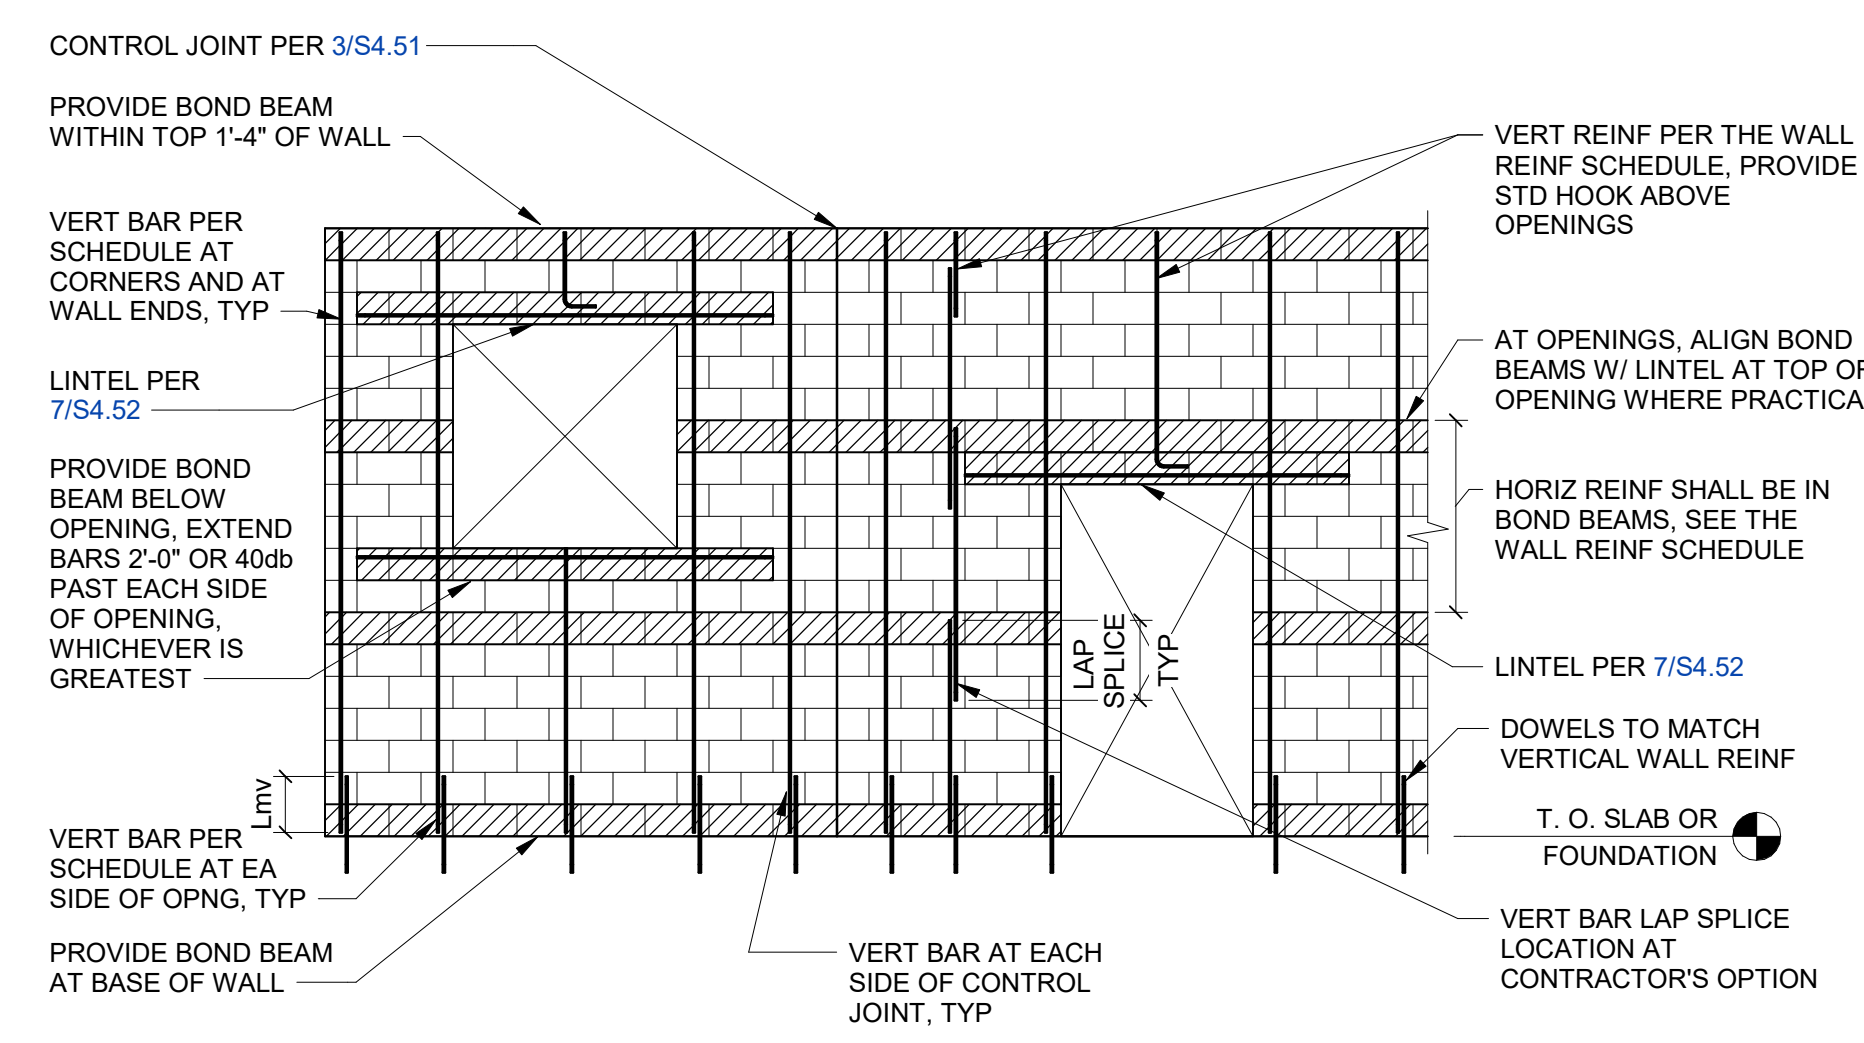 CONTROL JOINT PER 3/S4.51
PROVIDE BOND BEAM
WITHIN TOP 1'-4" OF WALL
VERT BAR PER
SCHEDULE AT
CORNERS AND AT
WALL ENDS, TYP
LINTEL PER
7/S4.52
PROVIDE BOND
BEAM BELOW
OPENING, EXTEND
BARS 2'-0" OR 40db
PAST EACH SIDE
OF OPENING,
WHICHEVER IS
GREATEST
Lmv
VERT BAR PER
SCHEDULE AT EA
SIDE OF OPNG, TYP
PROVIDE BOND BEAM
AT BASE OF WALL
VERT BAR AT EACH
SIDE OF CONTROL
JOINT, TYP
LAP
SPLICE
TYP
VERT REINF PER THE WALL
REINF SCHEDULE, PROVIDE
STD HOOK ABOVE
OPENINGS
AT OPENINGS, ALIGN BOND
BEAMS W/ LINTEL AT TOP OF
OPENING WHERE PRACTICA
HORIZ REINF SHALL BE IN
BOND BEAMS, SEE THE
WALL REINF SCHEDULE
LINTEL PER 7/S4.52
DOWELS TO MATCH
VERTICAL WALL REINF
T. O. SLAB OR
FOUNDATION
VERT BAR LAP SPLICE
LOCATION AT
CONTRACTOR'S OPTION